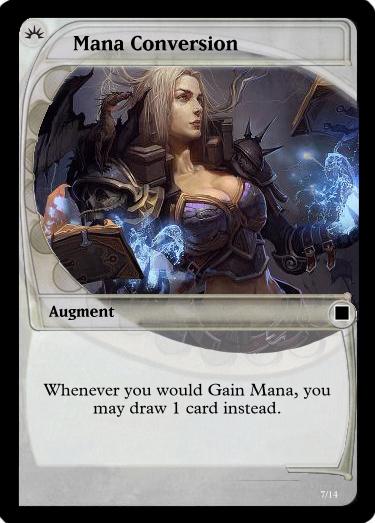 Mana Conversion
Augment
Whenever you would Gain Mana, you
may draw 1 card instead.
7/14